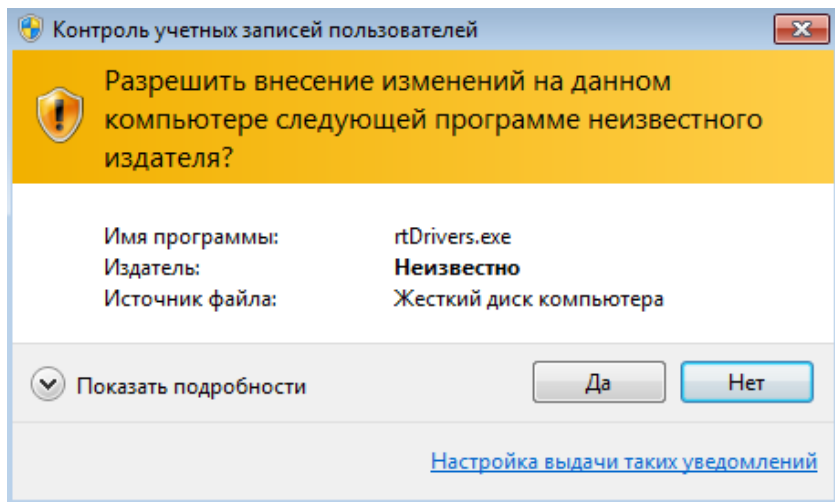 Контроль учетных записей пользователей
Разрешить внесение изменений на данном
компьютере следующей программе неизвестного
издателя?
Имя программы: rtDrivers.exe
Издатель: Неизвестно
Источник файла: Жесткий диск компьютера
Показать подробности Да Нет
Настройка выдачи таких уведомлений